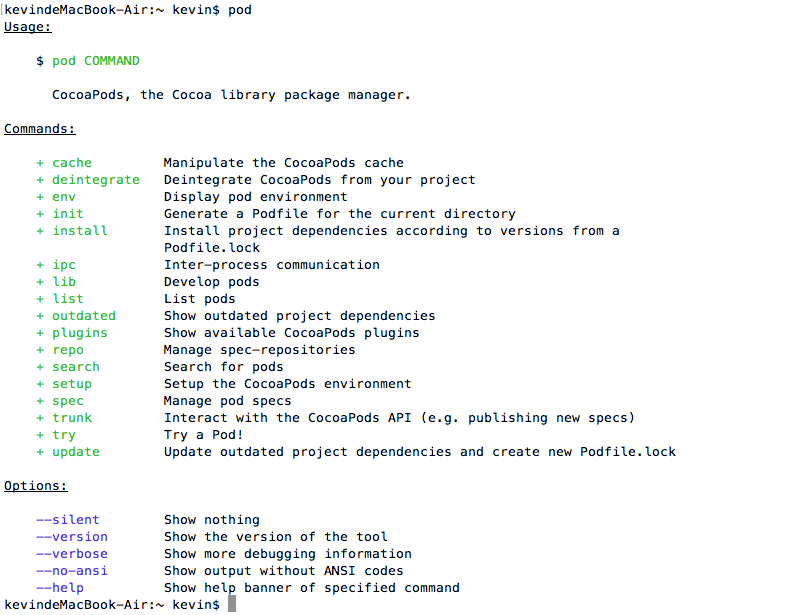 kevindeMacBook-Air:~ kevin$ pod
Usage:
$ pod COMMAND
CocoaPods, the Cocoa library package manager.
Commands:
+ cache Manipulate the CocoaPods cache
+ deintegrate Deintegrate CocoaPods from your project
+ env Display pod environment
+ init Generate a Podfile for the current directory
+ install Install project dependencies according to versions from a
Podfile.lock
+ ipc Inter-process communication
+ lib Develop pods
+ list List pods
+ outdated Show outdated project dependencies
+ plugins Show available CocoaPods plugins
+ repo Manage spec-repositories
+ search Search for pods
+ setup Setup the CocoaPods environment
+ spec Manage pod specs
+ trunk Interact with the CocoaPods API (e.g. publishing new specs)
+ try Try a Pod!
+ update Update outdated project dependencies and create new Podfile.lock
Options:
--silent Show nothing
--version Show the version of the tool
--verbose Show more debugging information
--no-ansi Show output without ANSI codes
--help Show help banner of specified command
kevindeMacBook-Air:~ kevin$